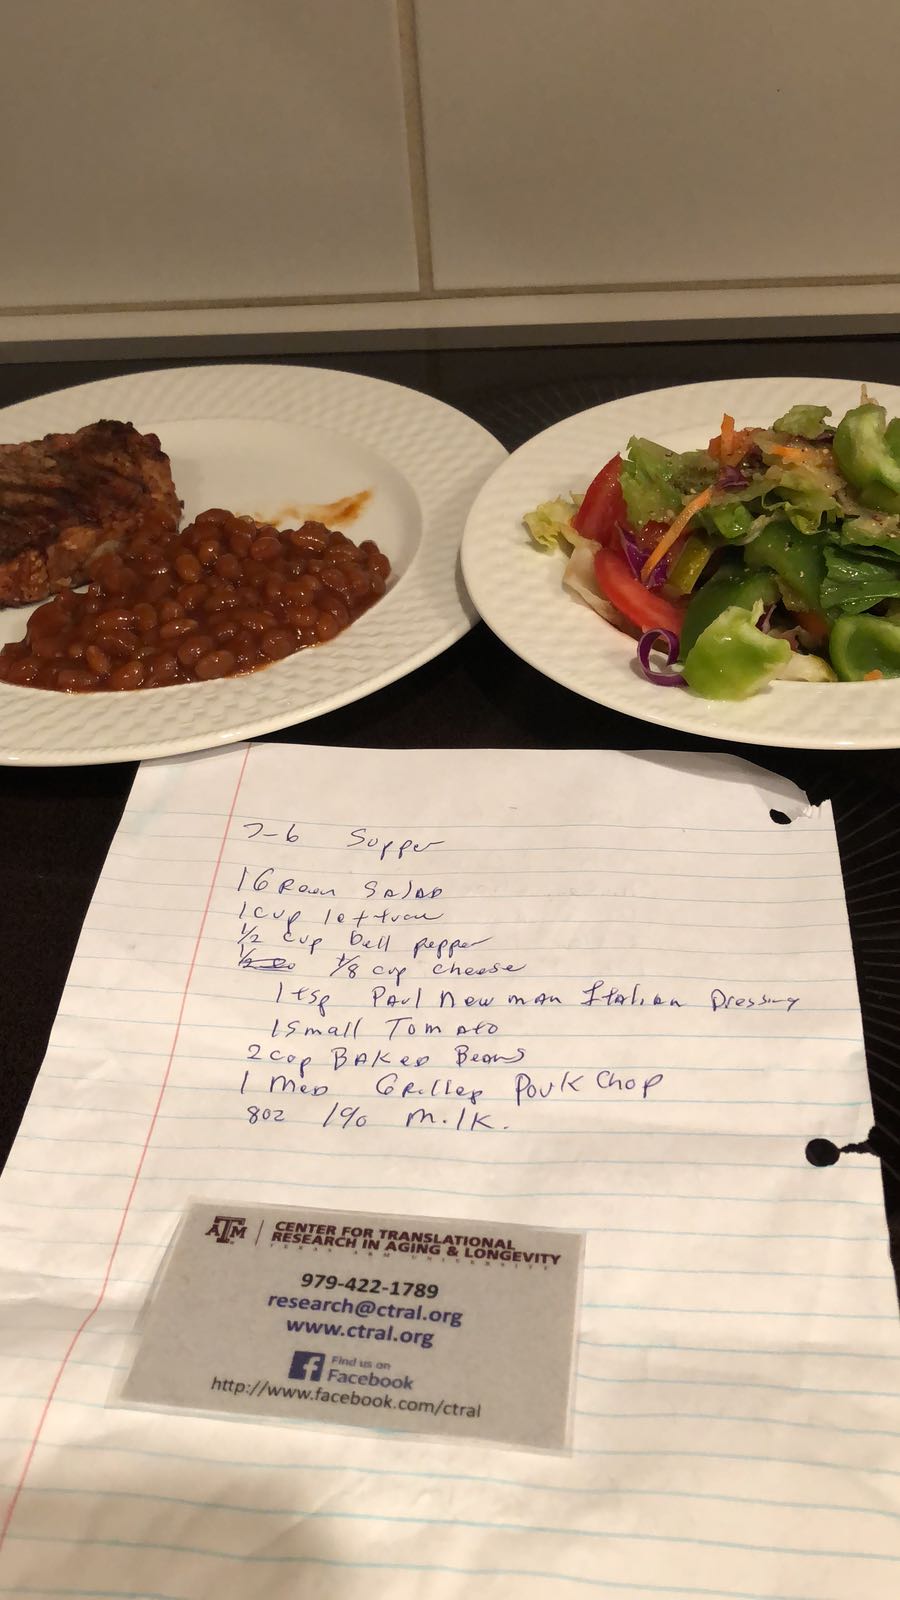 7-6 Supper
1 Green Salad
1 cup lettuce
1/2 cup bell pepper
1/8 cup cheese
1 tsp Paul Newman Italian Dressing
1 Small Tomato
2 cup BAKED Beans
1 Med Grilled Pork Chop
8oz 1% Milk.
ATM | CENTER FOR TRANSLATIONAL
RESEARCH IN AGING & LONGEVITY
TEXAS A&M UNIVERSITY
979-422-1789
research@ctral.org
www.ctral.org
Find us on
Facebook
http://www.facebook.com/ctral